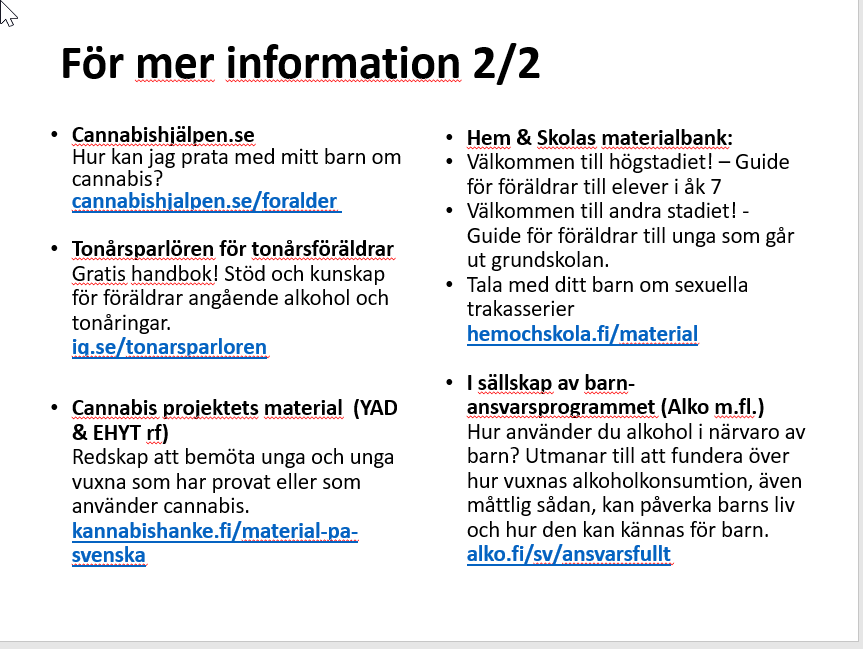 För mer information 2/2
• Cannabishjälpen.se
Hur kan jag prata med mitt barn om
cannabis?
cannabishjalpen.se/foralder
• Tonårsparlören för tonårsföräldrar
Gratis handbok! Stöd och kunskap
för föräldrar angående alkohol och
tonåringar.
iq.se/tonarsparloren
• Cannabis projektets material (YAD
& EHYT rf)
Redskap att bemöta unga och unga
vuxna som har provat eller som
använder cannabis.
kannabishanke.fi/material-pa-
svenska
• Hem & Skolas materialbank:
• Välkommen till högstadiet! – Guide
för föräldrar till elever i åk 7
• Välkommen till andra stadiet! -
Guide för föräldrar till unga som går
ut grundskolan.
• Tala med ditt barn om sexuella
trakasserier
hemochskola.fi/material
• I sällskap av barn-
ansvarsprogrammet (Alko m.fl.)
Hur använder du alkohol i närvaro av
barn? Utmanar till att fundera över
hur vuxnas alkoholkonsumtion, även
måttlig sådan, kan påverka barns liv
och hur den kan kännas för barn.
alko.fi/sv/ansvarsfullt